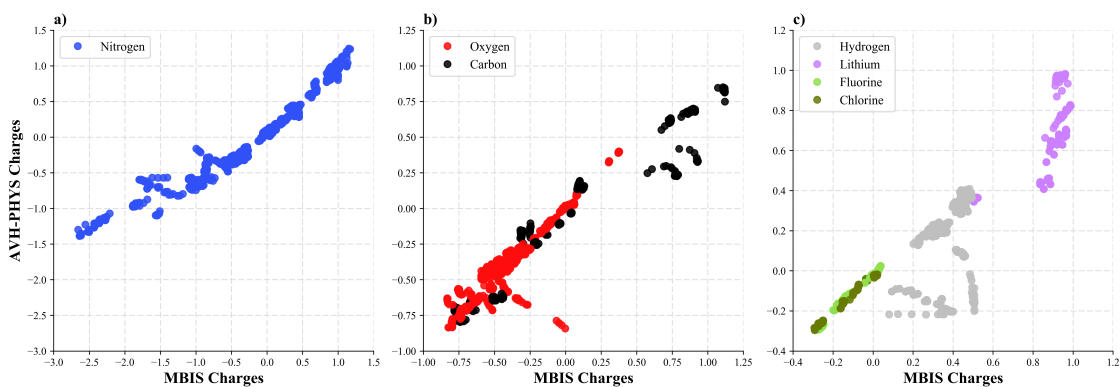 a)
Nitrogen
1.5
1.0
0.5
0.0
−0.5
−1.0
−1.5
−2.0
−2.5
−3.0
−3.0 −2.5 −2.0 −1.5 −1.0 −0.5 0.0 0.5 1.0 1.5
MBIS Charges
AVH-PHYS Charges
b)
Oxygen
Carbon
1.25
1.00
0.75
0.50
0.25
0.00
−0.25
−0.50
−0.75
−1.00
−1.00 −0.75 −0.50 −0.25 0.00 0.25 0.50 0.75 1.00 1.25
MBIS Charges
c)
Hydrogen
Lithium
Fluorine
Chlorine
1.2
1.0
0.8
0.6
0.4
0.2
0.0
−0.2
−0.4
−0.4 −0.2 0.0 0.2 0.4 0.6 0.8 1.0 1.2
MBIS Charges